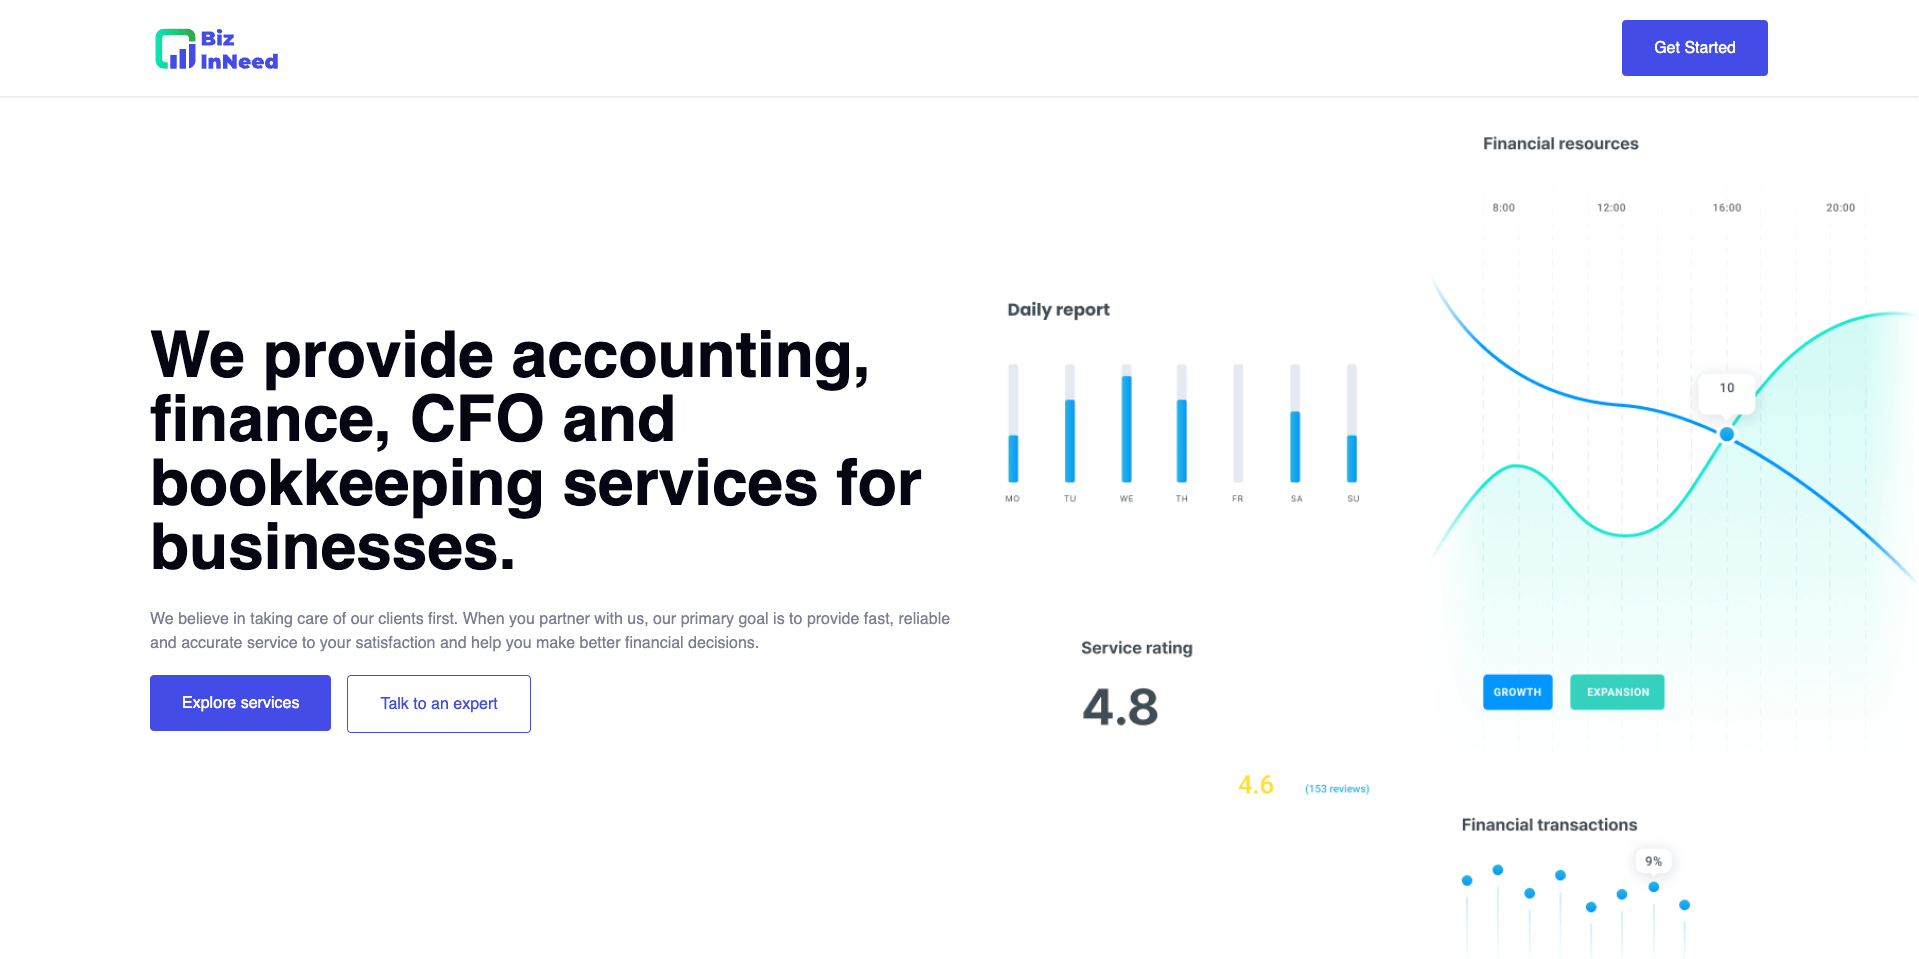 Biz
InNeed
Get Started
We provide accounting,
finance, CFO and
bookkeeping services for
businesses.
We believe in taking care of our clients first. When you partner with us, our primary goal is to provide fast, reliable
and accurate service to your satisfaction and help you make better financial decisions.
Explore services
Talk to an expert
Daily report
MO TU WE TH FR SA SU
Service rating
4.8
4.6 (153 reviews)
Financial resources
8:00 12:00 16:00 20:00
10
GROWTH EXPANSION
Financial transactions
9%